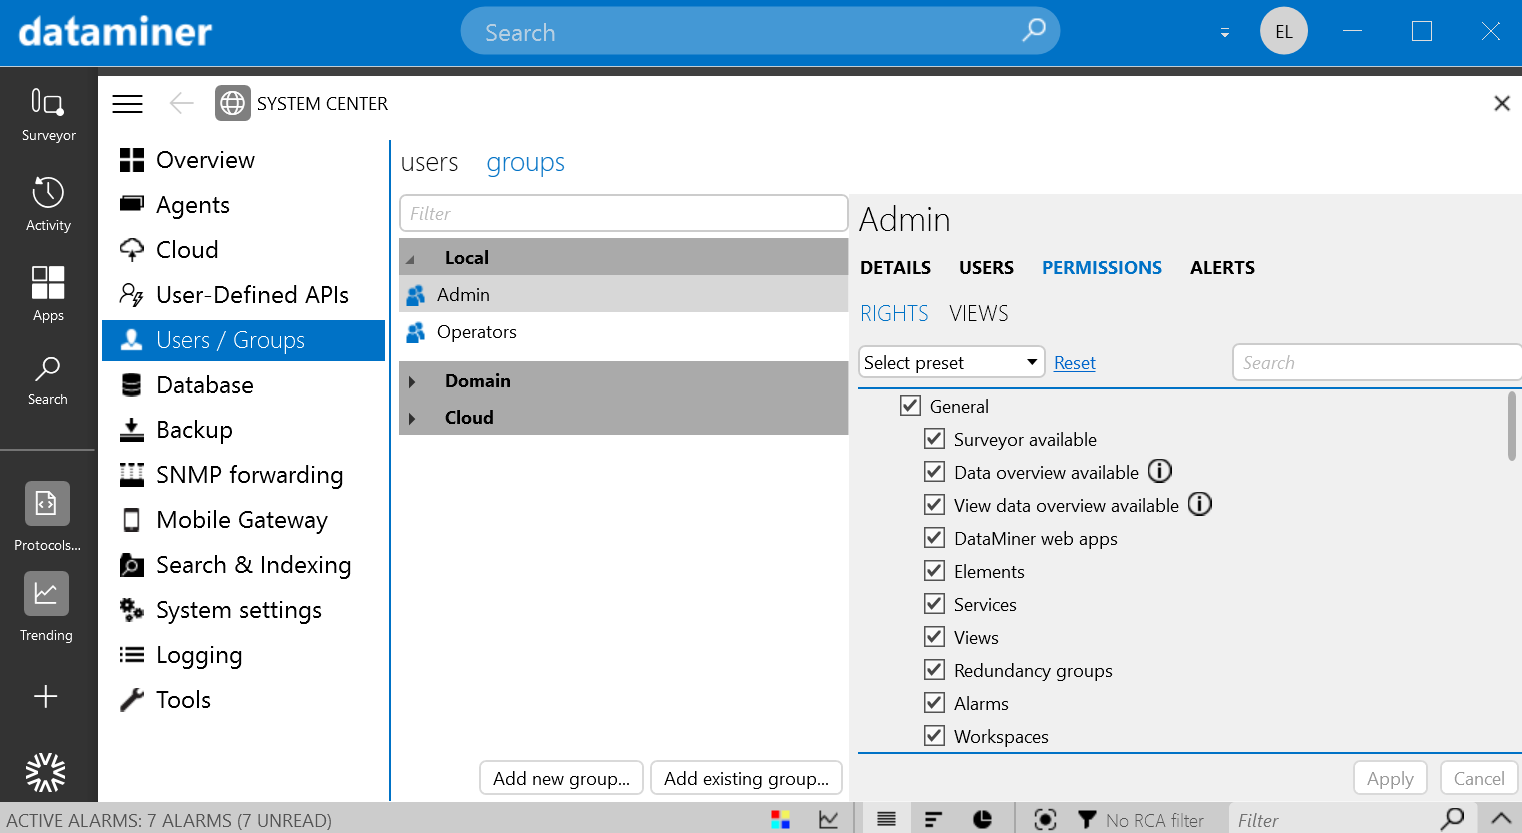 dataminer
Search
EL
Surveyor
Activity
Apps
Search
Protocols...
Trending
SYSTEM CENTER
Overview
Agents
Cloud
User-Defined APIs
Users / Groups
Database
Backup
SNMP forwarding
Mobile Gateway
Search & Indexing
System settings
Logging
Tools
users groups
Filter
Local
Admin
Operators
Domain
Cloud
Add new group... Add existing group...
Admin
DETAILS USERS PERMISSIONS ALERTS
RIGHTS VIEWS
Select preset Reset Search
General
Surveyor available
Data overview available
View data overview available
DataMiner web apps
Elements
Services
Views
Redundancy groups
Alarms
Workspaces
Apply Cancel
ACTIVE ALARMS: 7 ALARMS (7 UNREAD) No RCA filter Filter